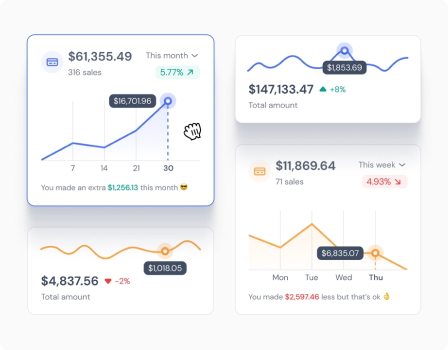 $61,355.49
This month
316 sales
5.77%
$16,701.96
7
14
21
30
You made an extra $1,256.13 this month 😎
$1,853.69
$147,133.47
+8%
Total amount
$11,869.64
This week
71 sales
4.93%
$6,835.07
Mon
Tue
Wed
Thu
You made $2,597.46 less but that's ok 👌
$1,018.05
$4,837.56
-2%
Total amount